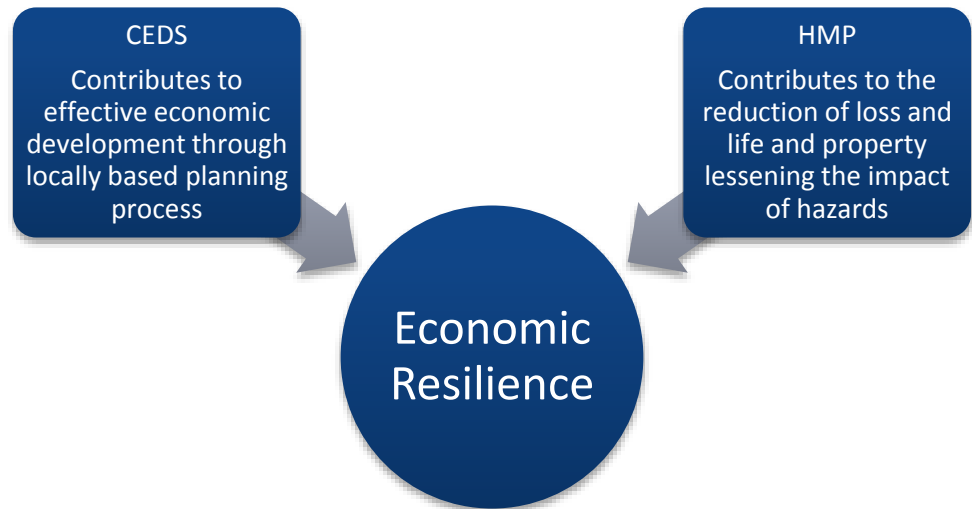 CEDS
Contributes to
effective economic
development through
locally based planning
process
HMP
Contributes to the
reduction of loss and
life and property
lessening the impact
of hazards
Economic
Resilience